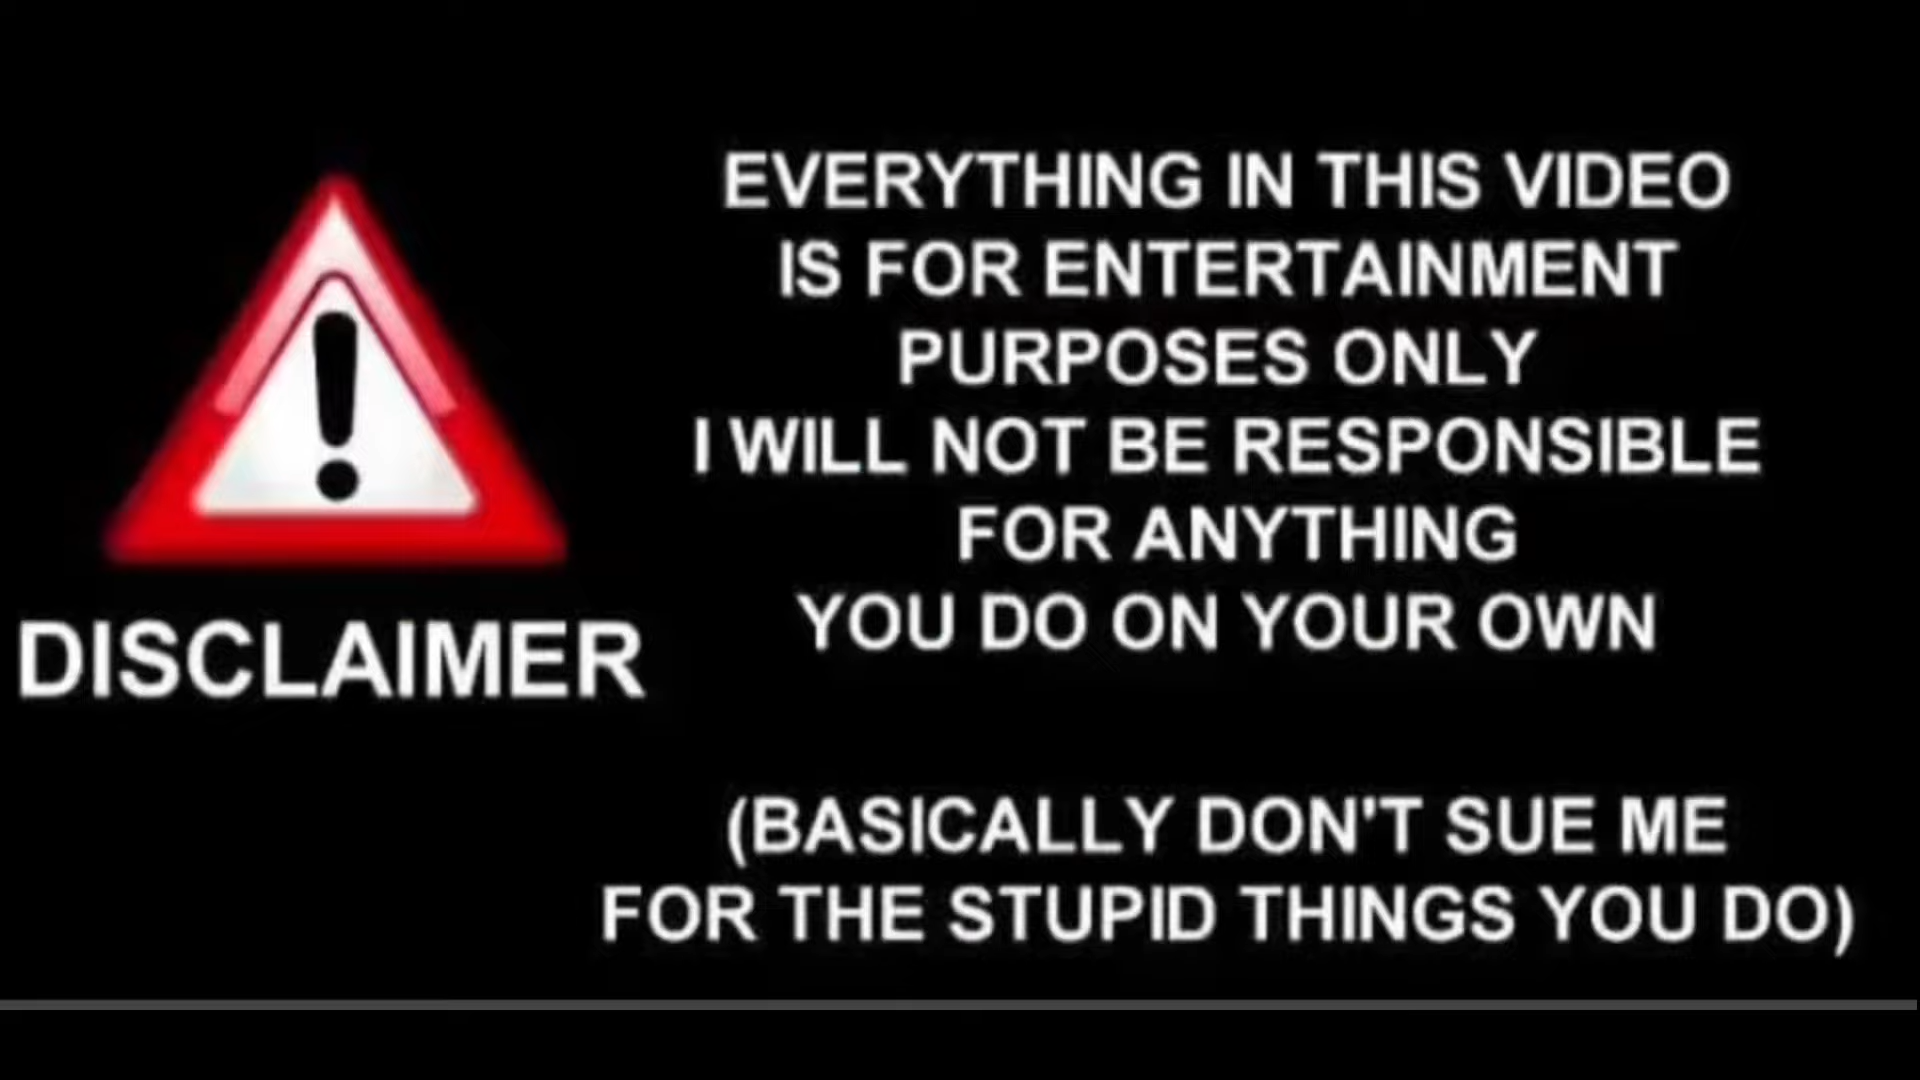 DISCLAIMER
EVERYTHING IN THIS VIDEO
IS FOR ENTERTAINMENT
PURPOSES ONLY
I WILL NOT BE RESPONSIBLE
FOR ANYTHING
YOU DO ON YOUR OWN
(BASICALLY DON'T SUE ME
FOR THE STUPID THINGS YOU DO)